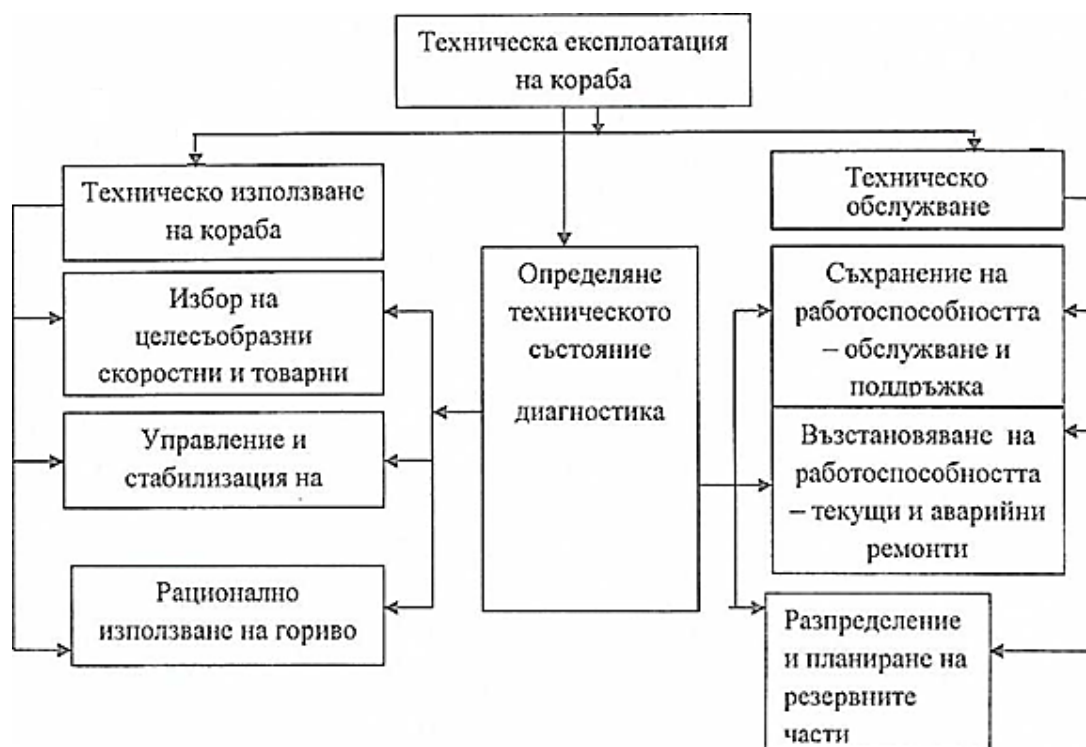 Техническа експлоатация
на кораба
Техническо използване
на кораба
Избор на
целесъобразни
скоростни и товарни
Управление и
стабилизация на
Рационално
използване на гориво
Определяне
техническото
състояние
диагностика
Техническо
обслужване
Съхранение на
работоспособността
– обслужване и
поддръжка
Възстановяване на
работоспособността
– текущи и аварийни
ремонти
Разпределение
и планиране на
резервните
части